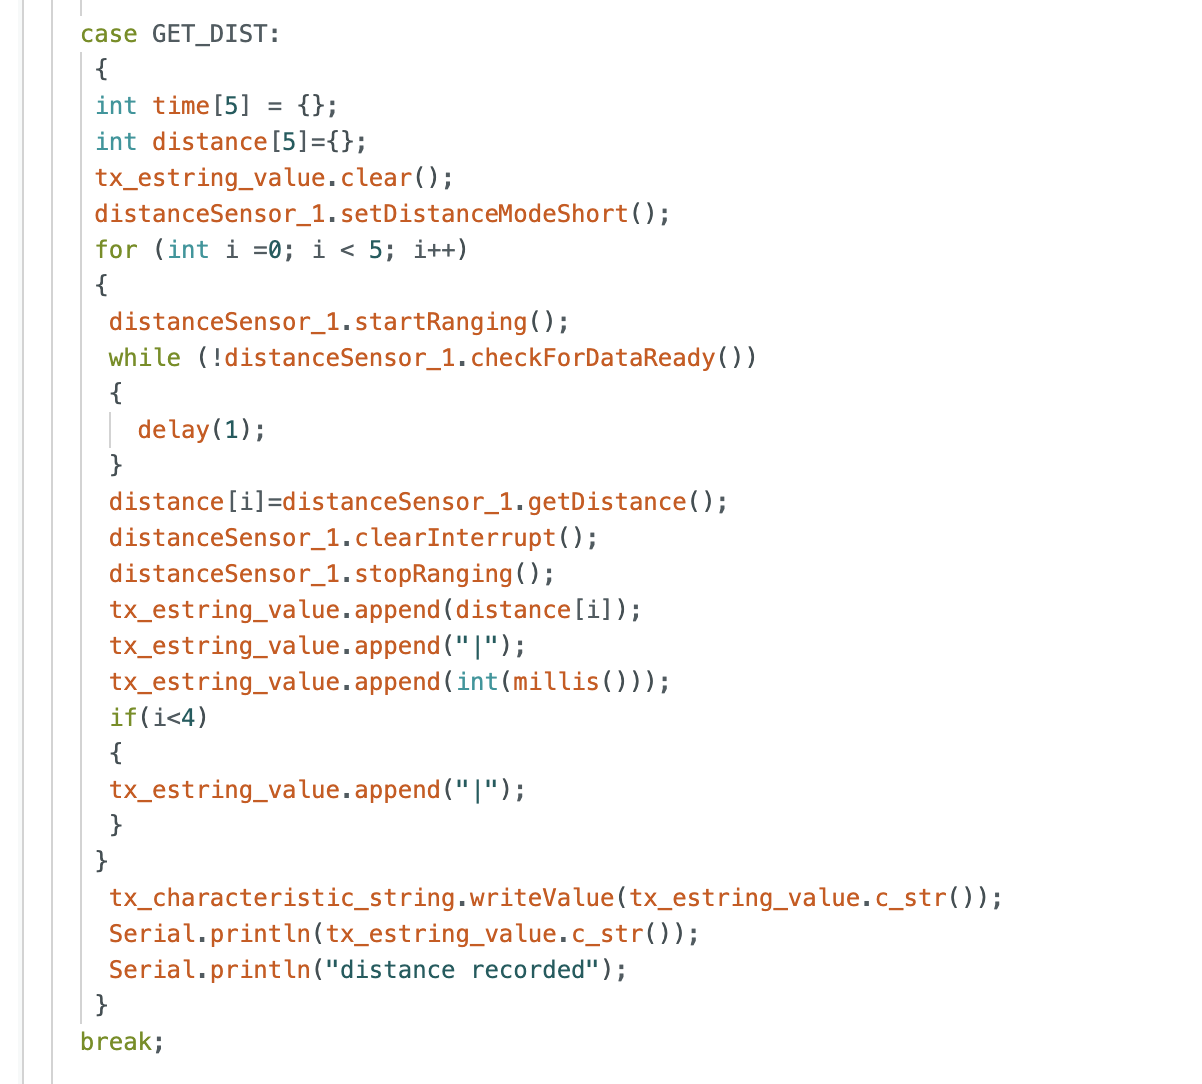 case GET_DIST:
{
int time[5] = {};
int distance[5]={};
tx_estring_value.clear();
distanceSensor_1.setDistanceModeShort();
for (int i =0; i < 5; i++)
{
distanceSensor_1.startRanging();
while (!distanceSensor_1.checkForDataReady())
{
delay(1);
}
distance[i]=distanceSensor_1.getDistance();
distanceSensor_1.clearInterrupt();
distanceSensor_1.stopRanging();
tx_estring_value.append(distance[i]);
tx_estring_value.append("|");
tx_estring_value.append(int(millis()));
if(i<4)
{
tx_estring_value.append("|");
}
}
tx_characteristic_string.writeValue(tx_estring_value.c_str());
Serial.println(tx_estring_value.c_str());
Serial.println("distance recorded");
}
break;